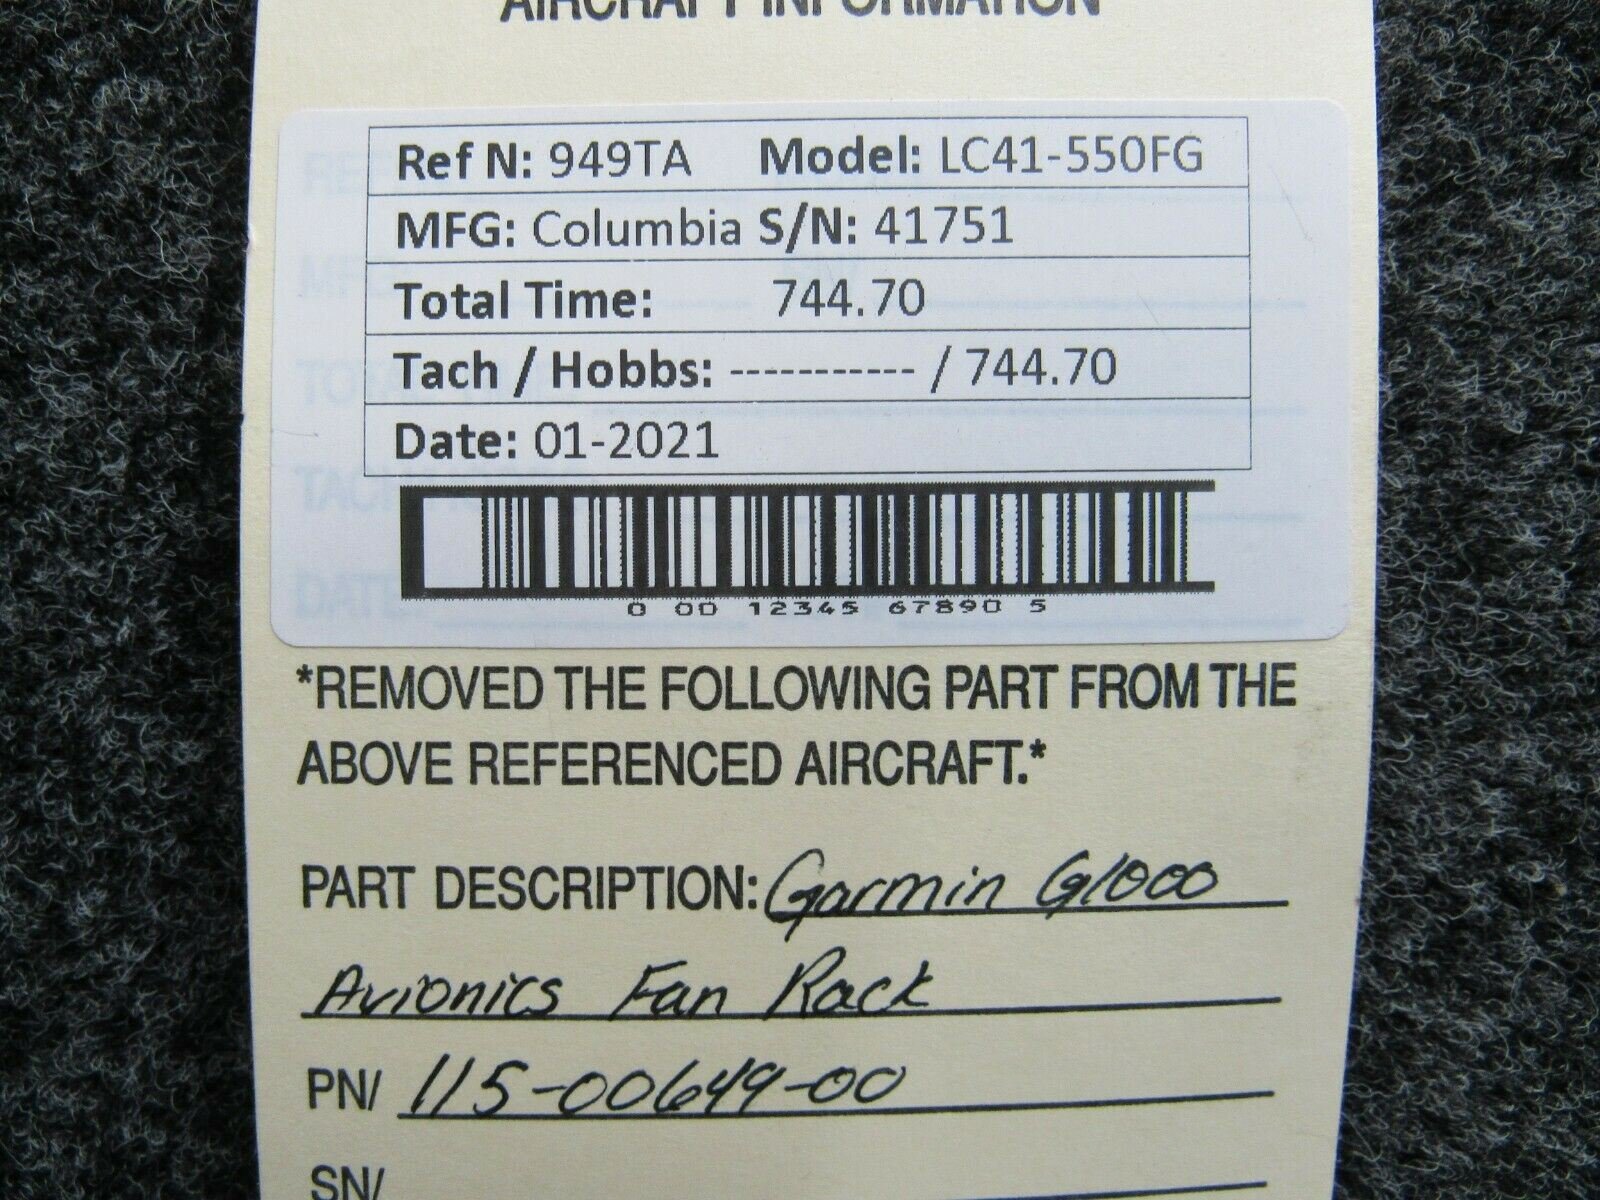 AIRCRAFT INFORMATION
Ref N: 949TA Model: LC41-550FG
MFG: Columbia S/N: 41751
Total Time: 744.70
Tach / Hobbs: ----------- / 744.70
Date: 01-2021
0 00 12345 67890 5
*REMOVED THE FOLLOWING PART FROM THE
ABOVE REFERENCED AIRCRAFT.*
PART DESCRIPTION: Garmin G1000
Avionics Fan Rack
PN/ 115-00649-00
SN/